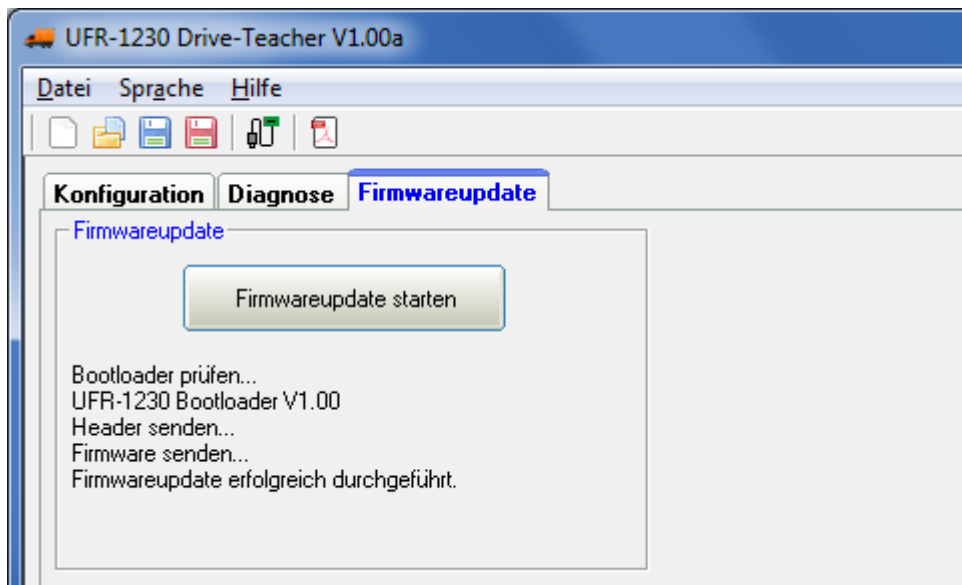 UFR-1230 Drive-Teacher V1.00a
Datei Sprache Hilfe
Konfiguration Diagnose Firmwareupdate
Firmwareupdate
Firmwareupdate starten
Bootloader prüfen...
UFR-1230 Bootloader V1.00
Header senden...
Firmware senden...
Firmwareupdate erfolgreich durchgeführt.